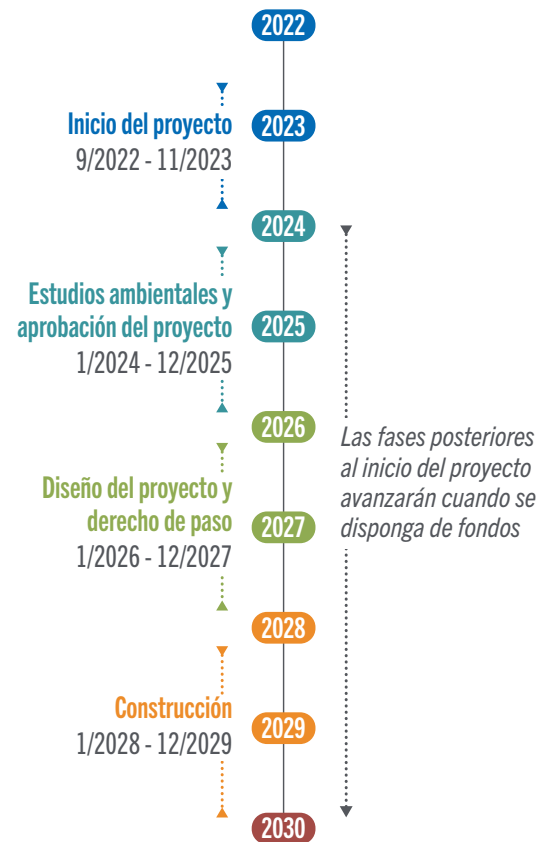 2022
Inicio del proyecto
9/2022 - 11/2023
2023
2024
Estudios ambientales y
aprobación del proyecto
1/2024 - 12/2025
2025
2026
Las fases posteriores
al inicio del proyecto
avanzarán cuando se
disponga de fondos
Diseño del proyecto y
derecho de paso
1/2026 - 12/2027
2027
2028
Construcción
1/2028 - 12/2029
2029
2030